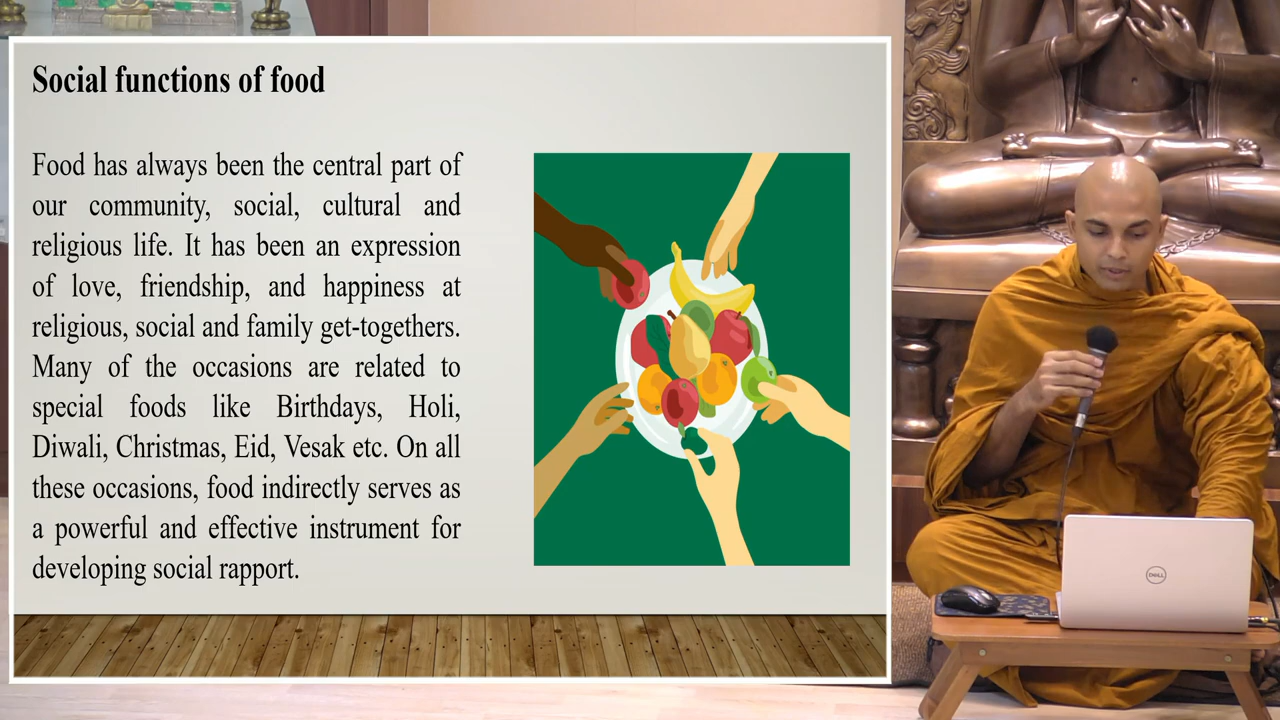 Social functions of food
Food has always been the central part of
our community, social, cultural and
religious life. It has been an expression
of love, friendship, and happiness at
religious, social and family get-togethers.
Many of the occasions are related to
special foods like Birthdays, Holi,
Diwali, Christmas, Eid, Vesak etc. On all
these occasions, food indirectly serves as
a powerful and effective instrument for
developing social rapport.
DELL